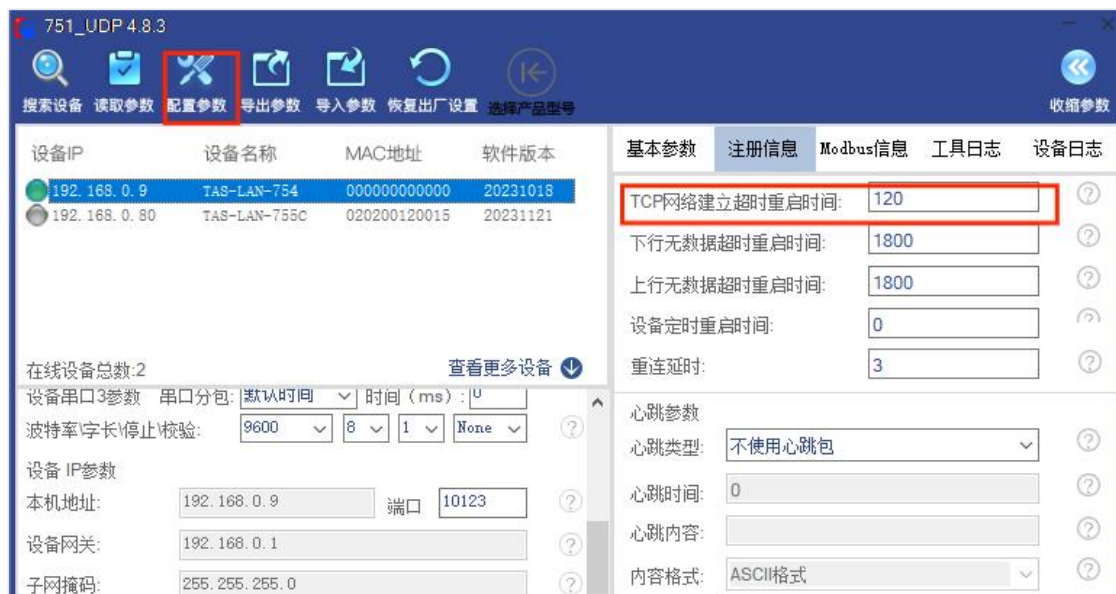 751_UDP 4.8.3
搜索设备 读取参数 配置参数 导出参数 导入参数 恢复出厂设置 选择产品型号 收缩参数
设备IP 设备名称 MAC地址 软件版本
192.168.0.9 TAS-LAN-754 000000000000 20231018
192.168.0.80 TAS-LAN-755C 020200120015 20231121
在线设备总数:2 查看更多设备
设备串口3参数 串口分包: 默认时间 时间(ms): 0
波特率\字长\停止\校验: 9600 8 1 None ?
设备 IP参数
本机地址: 192.168.0.9 端口 10123 ?
设备网关: 192.168.0.1 ?
子网掩码: 255.255.255.0 ?
基本参数 注册信息 Modbus信息 工具日志 设备日志
TCP网络建立超时重启时间: 120 ?
下行无数据超时重启时间: 1800 ?
上行无数据超时重启时间: 1800 ?
设备定时重启时间: 0 ?
重连延时: 3 ?
心跳参数
心跳类型: 不使用心跳包 ?
心跳时间: 0 ?
心跳内容: ?
内容格式: ASCII格式 ?